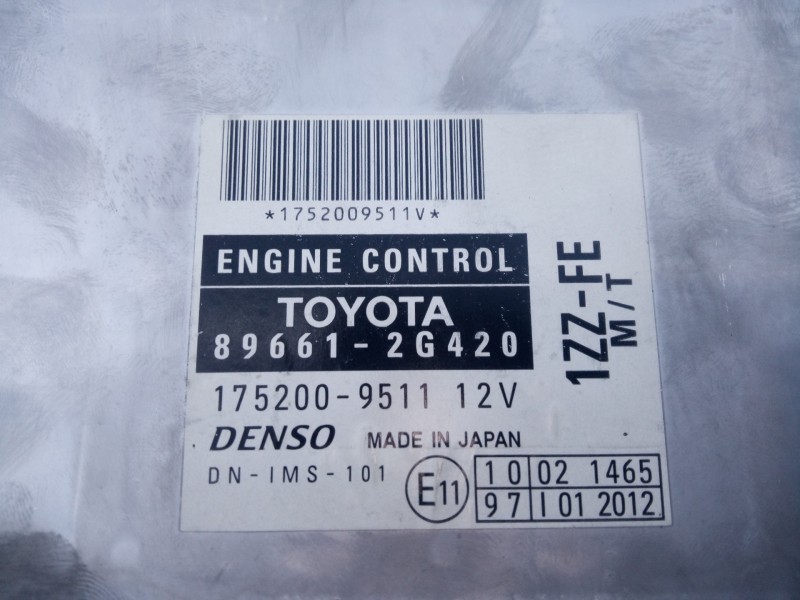 *1752009511V*
ENGINE CONTROL
TOYOTA
89661-2G420
1ZZ-FE
M/T
175200-9511 12V
DENSO MADE IN JAPAN
DN-IMS-101
E11
10 02 1465
97 I 01 2012